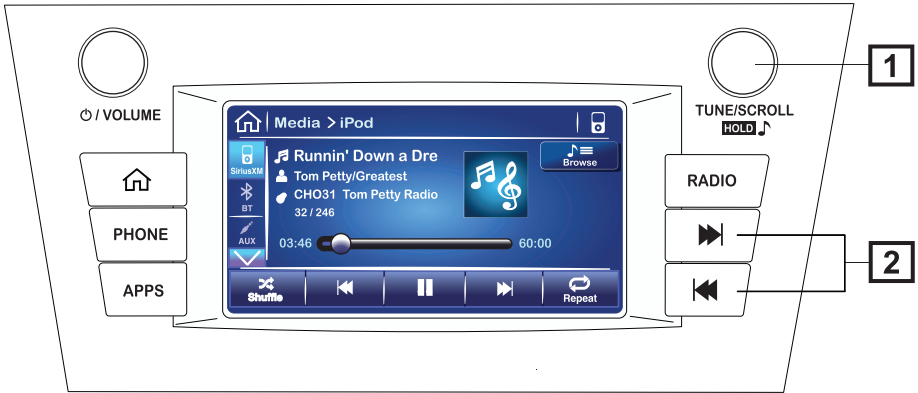 1
/ VOLUME
TUNE/SCROLL
HOLD
Media > iPod
SiriusXM
Runnin' Down a Dre
Browse
Tom Petty/Greatest
CHO31 Tom Petty Radio
32 / 246
BT
AUX
03:46
60:00
Shuffle
Repeat
PHONE
APPS
RADIO
2